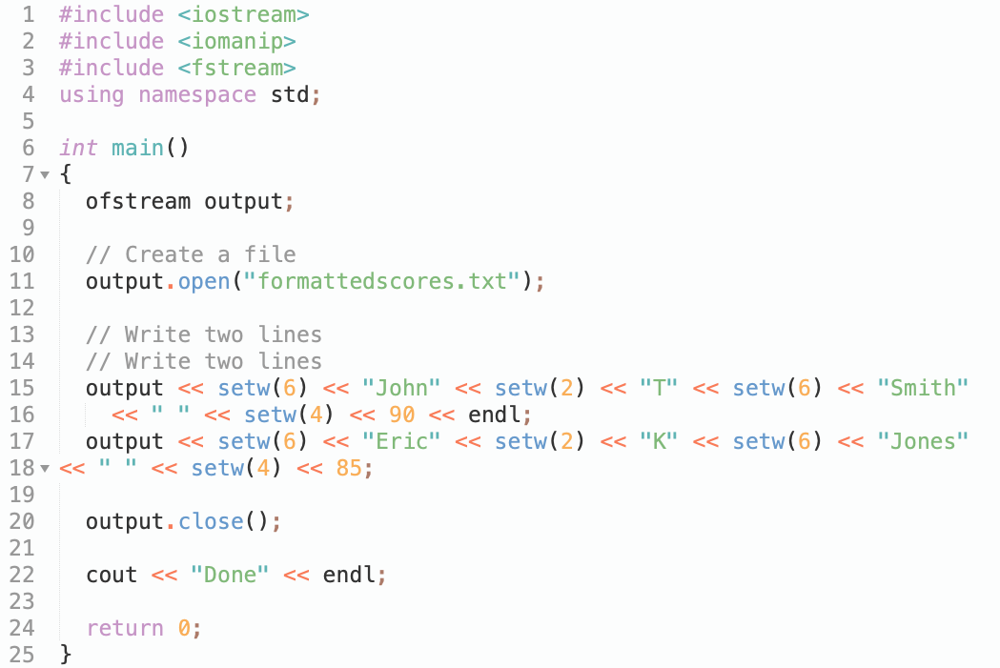 1 #include <iostream>
2 #include <iomanip>
3 #include <fstream>
4 using namespace std;
5
6 int main()
7 {
8   ofstream output;
9
10   // Create a file
11   output.open("formattedscores.txt");
12
13   // Write two lines
14   // Write two lines
15   output << setw(6) << "John" << setw(2) << "T" << setw(6) << "Smith"
16     << " " << setw(4) << 90 << endl;
17   output << setw(6) << "Eric" << setw(2) << "K" << setw(6) << "Jones"
18 << " " << setw(4) << 85;
19
20   output.close();
21
22   cout << "Done" << endl;
23
24   return 0;
25 }